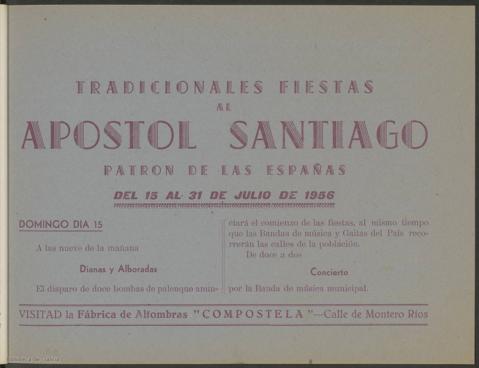 TRADICIONALES FIESTAS
AL
APOSTOL SANTIAGO
PATRON DE LAS ESPAÑAS
DEL 15 AL 31 DE JULIO DE 1956
DOMINGO DIA 15
A las nueve de la mañana
Dianas y Alboradas
El disparo de doce bombas de palenque anun-
ciará el comienzo de las fiestas, al mismo tiempo
que las Bandas de música y Gaitas del País reco-
rrerán las calles de la población.
De doce a dos
Concierto
por la Banda de música municipal.
VISITAD la Fábrica de Alfombras "COMPOSTELA"—Calle de Montero Ríos